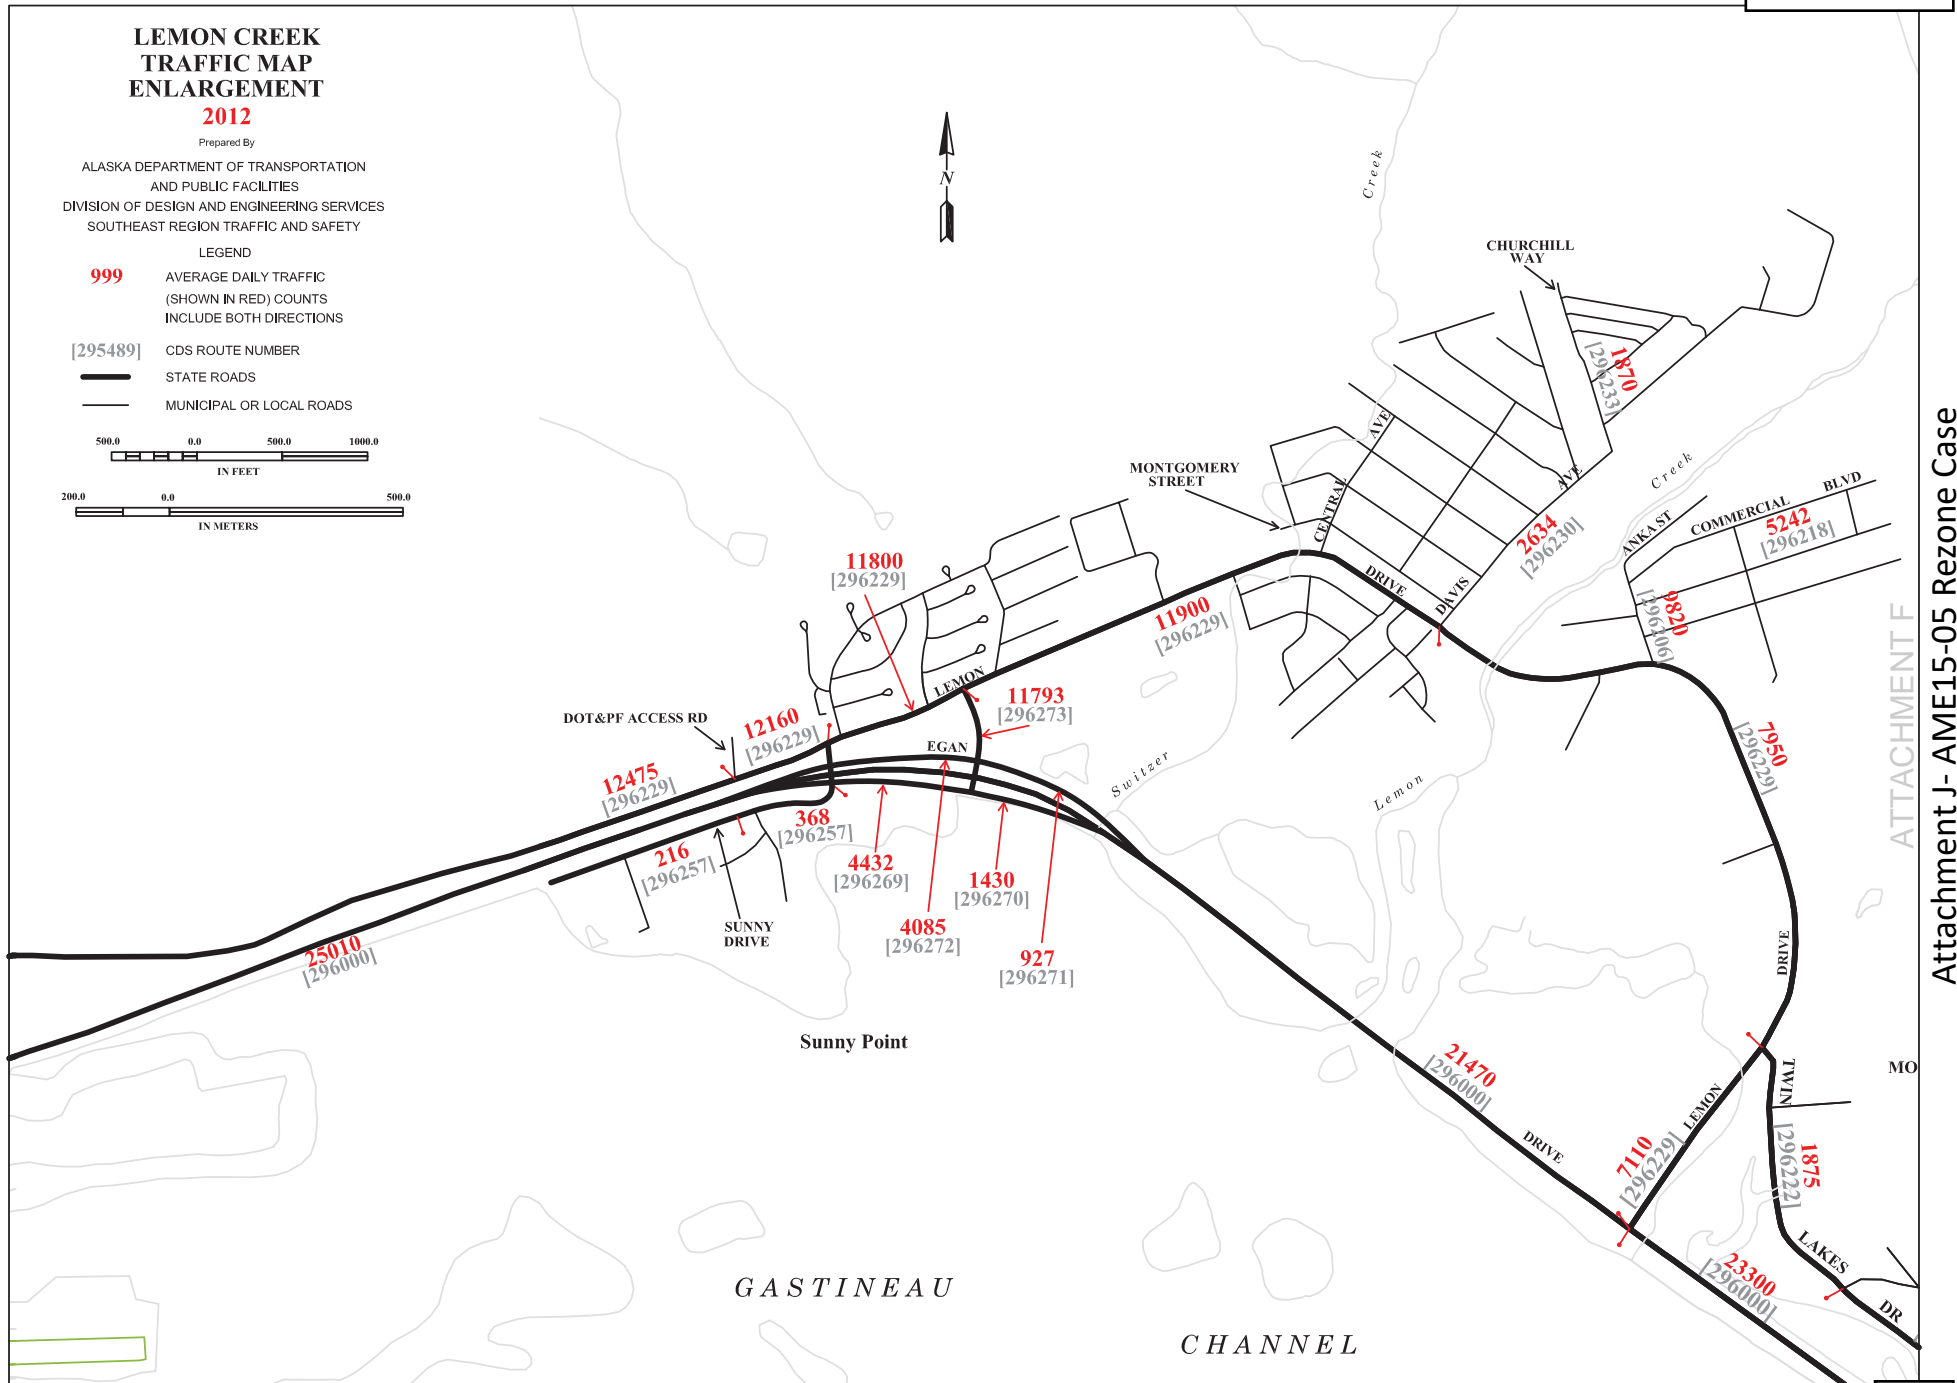 LEMON CREEK
TRAFFIC MAP
ENLARGEMENT
2012
Prepared By
ALASKA DEPARTMENT OF TRANSPORTATION
AND PUBLIC FACILITIES
DIVISION OF DESIGN AND ENGINEERING SERVICES
SOUTHEAST REGION TRAFFIC AND SAFETY
LEGEND
999 AVERAGE DAILY TRAFFIC
(SHOWN IN RED) COUNTS
INCLUDE BOTH DIRECTIONS
[295489] CDS ROUTE NUMBER
STATE ROADS
MUNICIPAL OR LOCAL ROADS
500.0 0.0 500.0 1000.0
IN FEET
200.0 0.0 500.0
IN METERS
N
Creek
CHURCHILL
WAY
1870
[296233]
AVE
CENTRAL
MONTGOMERY
STREET
AVE
DAVIS
2634
[296230]
Creek
ANKA ST
COMMERCIAL BLVD
5242
[296218]
9820
[296206]
DRIVE
11800
[296229]
11900
[296229]
LEMON
11793
[296273]
DOT&PF ACCESS RD
12160
[296229]
12475
[296229]
EGAN
Switzer
Lemon
7950
[296229]
368
[296257]
216
[296257]
SUNNY
DRIVE
4432
[296269]
4085
[296272]
1430
[296270]
927
[296271]
25010
[296000]
Sunny Point
DRIVE
21470
[296000]
DRIVE
LEMON
7110
[296229]
TWIN
1875
[296222]
LAKES
DR
23300
[296000]
MO
GASTINEAU
CHANNEL
ATTACHMENT F
Attachment J- AME15-05 Rezone Case